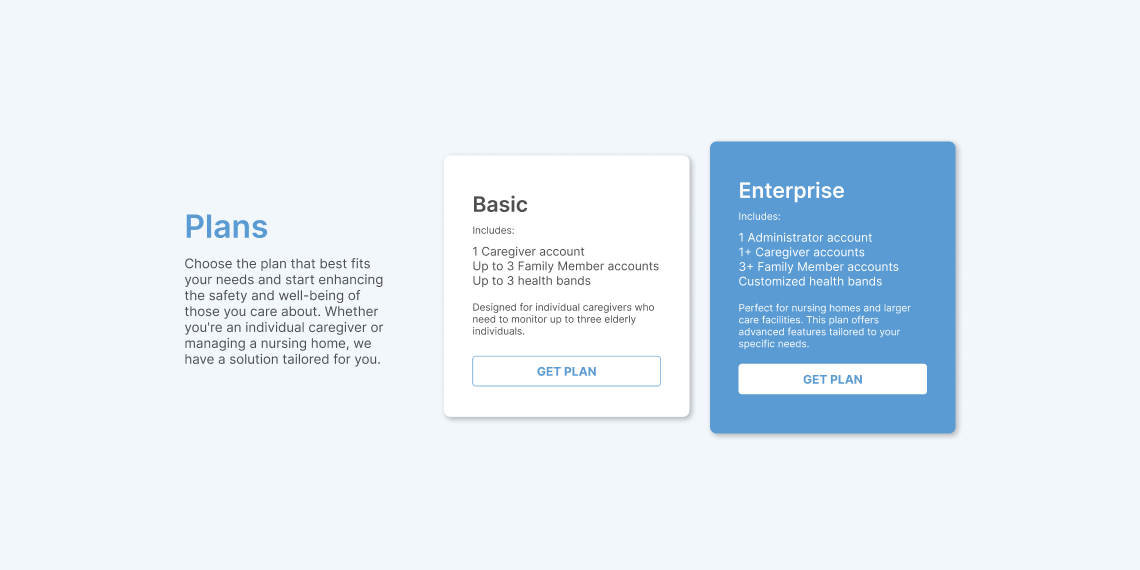 Plans
Choose the plan that best fits
your needs and start enhancing
the safety and well-being of
those you care about. Whether
you're an individual caregiver or
managing a nursing home, we
have a solution tailored for you.
Basic
Includes:
1 Caregiver account
Up to 3 Family Member accounts
Up to 3 health bands
Designed for individual caregivers who
need to monitor up to three elderly
individuals.
GET PLAN
Enterprise
Includes:
1 Administrator account
1+ Caregiver accounts
3+ Family Member accounts
Customized health bands
Perfect for nursing homes and larger
care facilities. This plan offers
advanced features tailored to your
specific needs.
GET PLAN